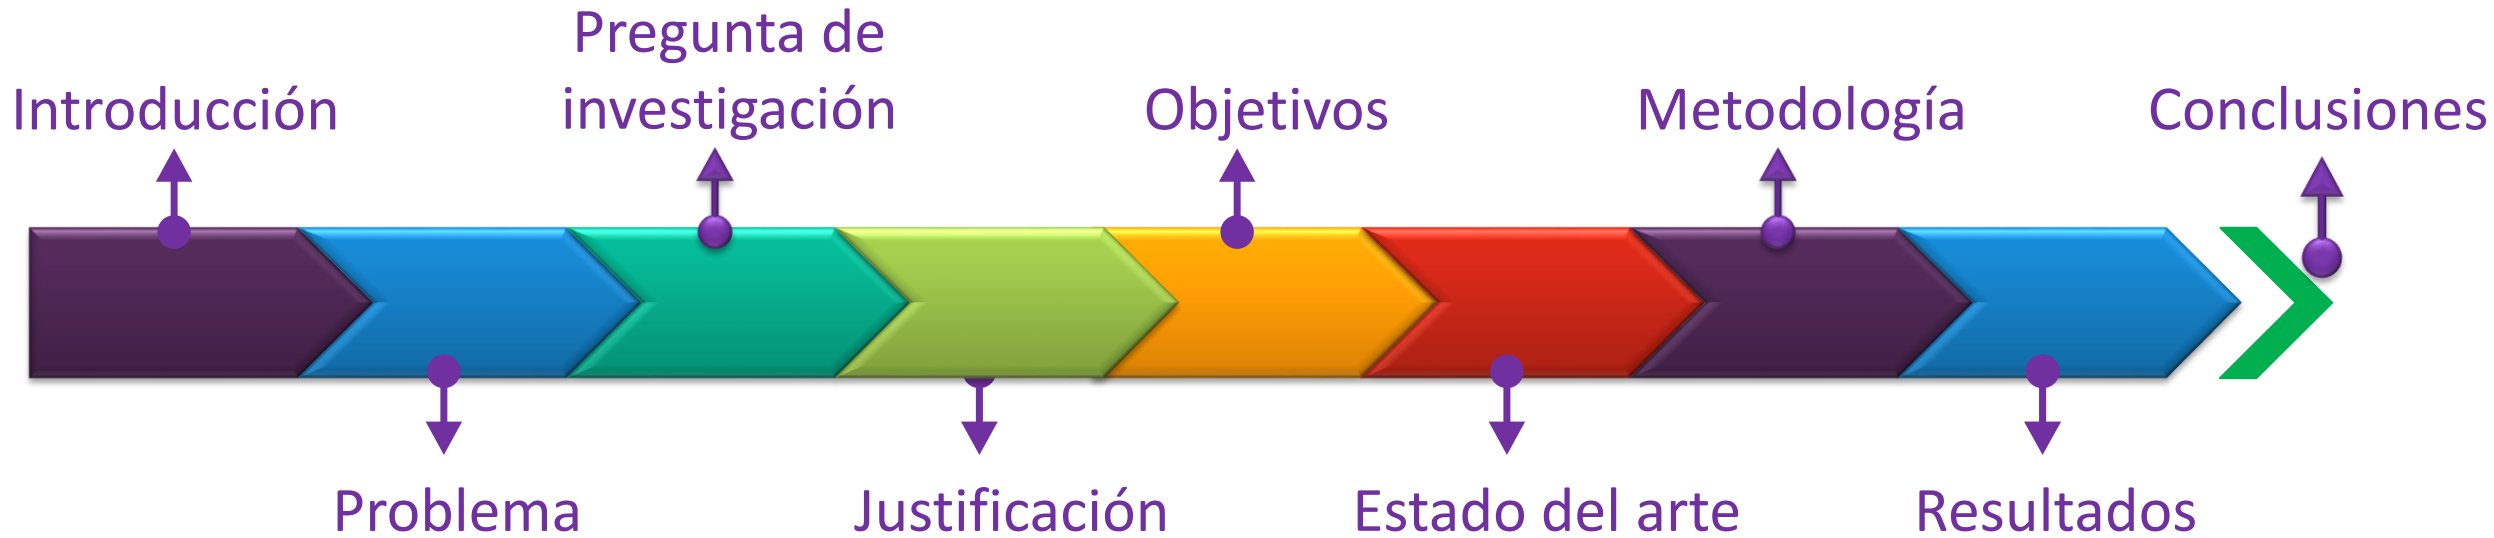 Introducción
Pregunta de
investigación
Objetivos
Metodología
Conclusiones
Problema
Justificación
Estado del arte
Resultados